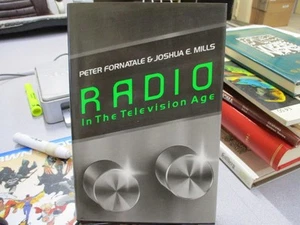 PETER FORNATALE & JOSHUA E. MILLS
RADIO
in The Television Age